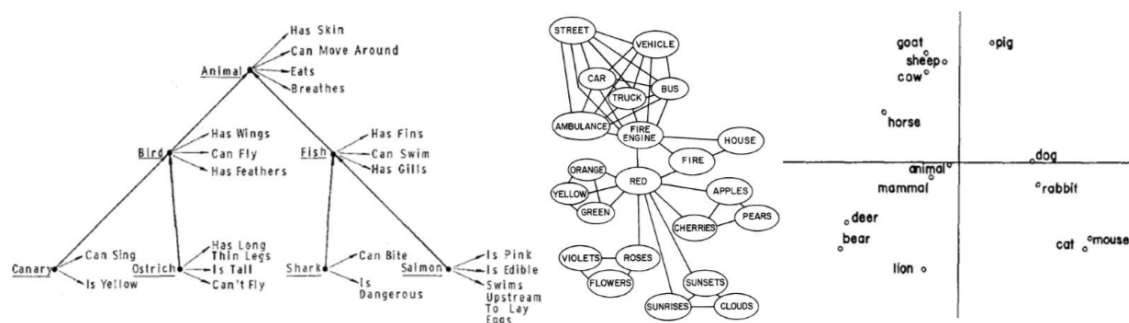 Has Skin
Can Move Around
Animal
Eats
Breathes
Has Wings
Bird
Can Fly
Has Feathers
Has Fins
Fish
Can Swim
Has Gills
Canary
Can Sing
Is Yellow
Ostrich
Has Long
Thin Legs
Is Tall
Can't Fly
Shark
Can Bite
Is
Dangerous
Salmon
Is Pink
Is Edible
Swims
Upstream
To Lay
Eggs
STREET
VEHICLE
CAR
TRUCK
BUS
AMBULANCE
FIRE
ENGINE
HOUSE
FIRE
ORANGE
RED
YELLOW
GREEN
APPLES
CHERRIES
PEARS
VIOLETS
ROSES
FLOWERS
SUNSETS
SUNRISES
CLOUDS
goat
pig
sheep
cow
horse
dog
animal
mammal
rabbit
deer
bear
cat
mouse
lion